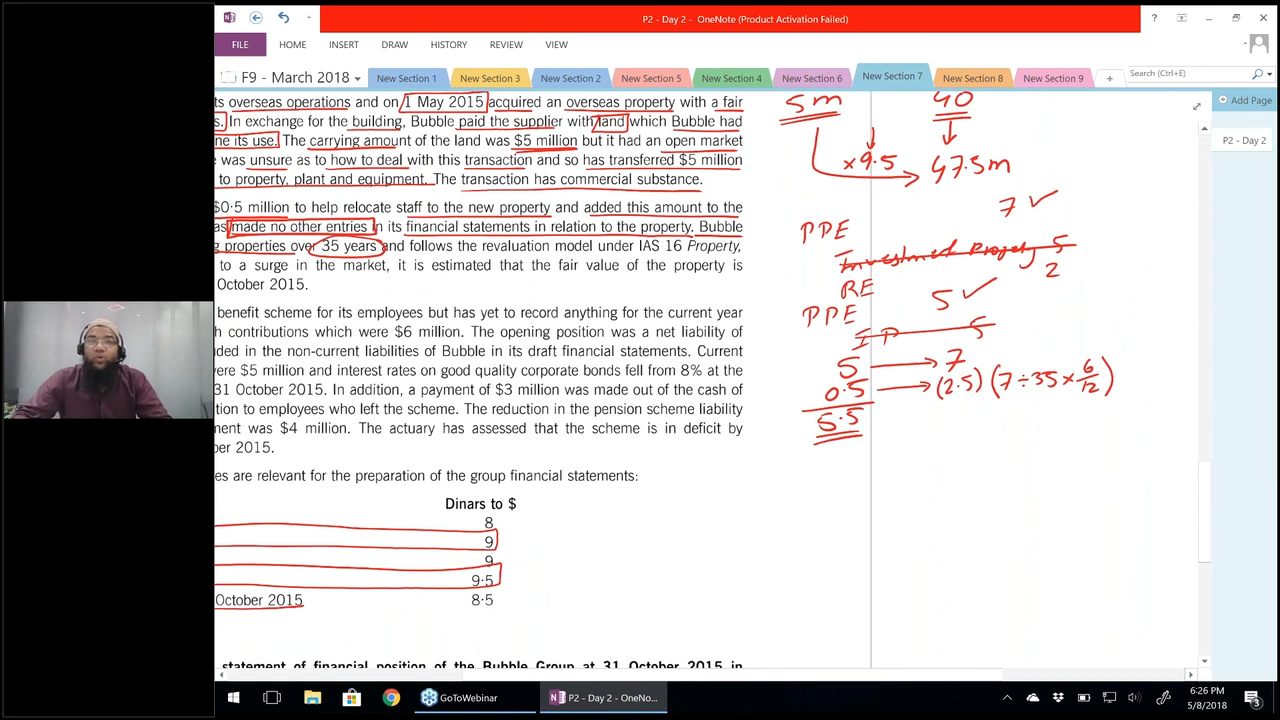 P2 - Day 2 - OneNote (Product Activation Failed)
FILE HOME INSERT DRAW HISTORY REVIEW VIEW
F9 - March 2018 New Section 1 New Section 3 New Section 2 New Section 5 New Section 4 New Section 6 New Section 7 New Section 8 New Section 9 Search (Ctrl+E)
Add Page
P2 - Day 2
ts overseas operations and on 1 May 2015 acquired an overseas property with a fair
s. In exchange for the building, Bubble paid the supplier with land which Bubble had
ne its use. The carrying amount of the land was $5 million but it had an open market
was unsure as to how to deal with this transaction and so has transferred $5 million
to property, plant and equipment. The transaction has commercial substance.
$0·5 million to help relocate staff to the new property and added this amount to the
as made no other entries in its financial statements in relation to the property. Bubble
g properties over 35 years and follows the revaluation model under IAS 16 Property,
to a surge in the market, it is estimated that the fair value of the property is
October 2015.
benefit scheme for its employees but has yet to record anything for the current year
h contributions which were $6 million. The opening position was a net liability of
ded in the non-current liabilities of Bubble in its draft financial statements. Current
ere $5 million and interest rates on good quality corporate bonds fell from 8% at the
31 October 2015. In addition, a payment of $3 million was made out of the cash of
tion to employees who left the scheme. The reduction in the pension scheme liability
ment was $4 million. The actuary has assessed that the scheme is in deficit by
ber 2015.
es are relevant for the preparation of the group financial statements:
Dinars to $
8
9
9
9·5
October 2015 8·5
statement of financial position of the Bubble Group at 31 October 2015 in
5m 40
×9.5 47.5m
7 ✓
PPE
Investment Property 5
2
RE
5 ✓
PPE
IP 5
5 → 7
0.5 → (2.5) (7÷35×6/12)
5.5
GoToWebinar P2 - Day 2 - OneNo...
6:26 PM
5/8/2018
3